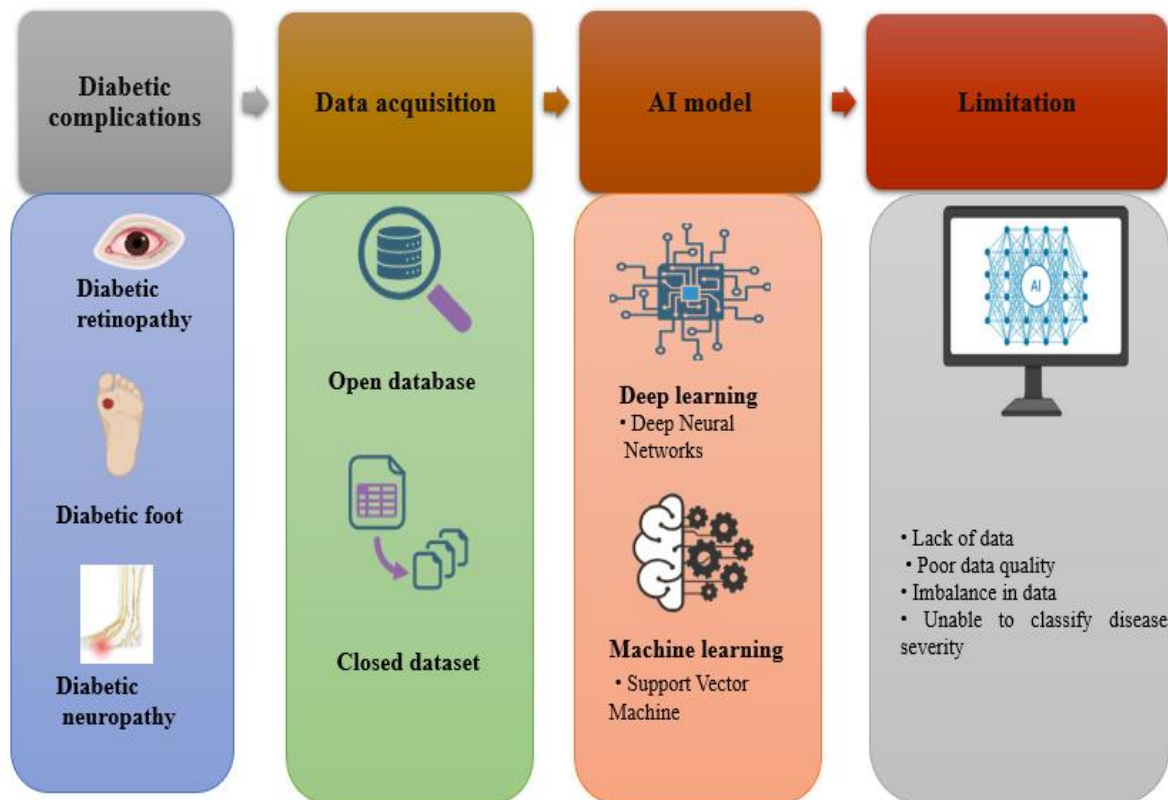 Diabetic
complications
Data acquisition
AI model
Limitation
Diabetic
retinopathy
Diabetic foot
Diabetic
neuropathy
Open database
Closed dataset
Deep learning
• Deep Neural
Networks
Machine learning
• Support Vector
Machine
AI
• Lack of data
• Poor data quality
• Imbalance in data
• Unable to classify disease
severity